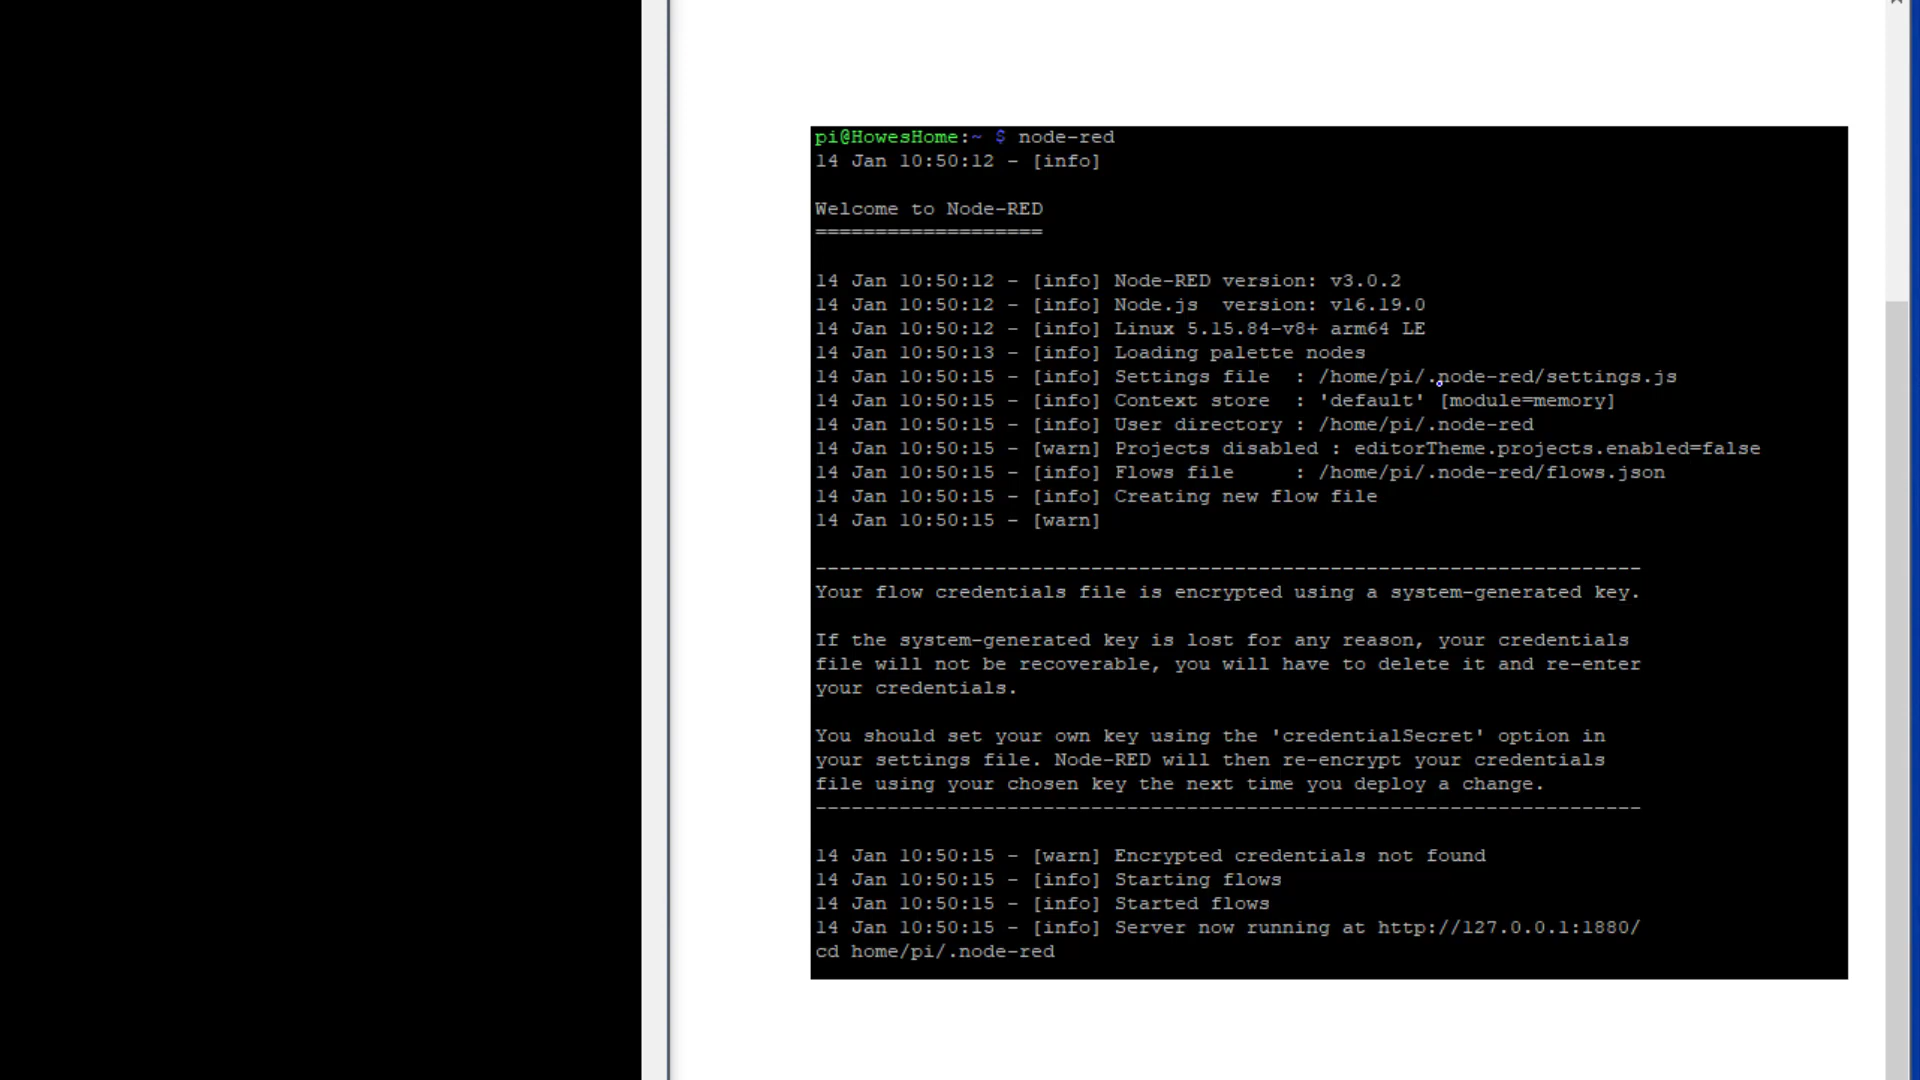 pi@HowesHome:~ $ node-red
14 Jan 10:50:12 - [info]
Welcome to Node-RED
===================
14 Jan 10:50:12 - [info] Node-RED version: v3.0.2
14 Jan 10:50:12 - [info] Node.js  version: v16.19.0
14 Jan 10:50:12 - [info] Linux 5.15.84-v8+ arm64 LE
14 Jan 10:50:13 - [info] Loading palette nodes
14 Jan 10:50:15 - [info] Settings file  : /home/pi/.node-red/settings.js
14 Jan 10:50:15 - [info] Context store  : 'default' [module=memory]
14 Jan 10:50:15 - [info] User directory : /home/pi/.node-red
14 Jan 10:50:15 - [warn] Projects disabled : editorTheme.projects.enabled=false
14 Jan 10:50:15 - [info] Flows file     : /home/pi/.node-red/flows.json
14 Jan 10:50:15 - [info] Creating new flow file
14 Jan 10:50:15 - [warn]
---------------------------------------------------------------------
Your flow credentials file is encrypted using a system-generated key.
If the system-generated key is lost for any reason, your credentials
file will not be recoverable, you will have to delete it and re-enter
your credentials.
You should set your own key using the 'credentialSecret' option in
your settings file. Node-RED will then re-encrypt your credentials
file using your chosen key the next time you deploy a change.
---------------------------------------------------------------------
14 Jan 10:50:15 - [warn] Encrypted credentials not found
14 Jan 10:50:15 - [info] Starting flows
14 Jan 10:50:15 - [info] Started flows
14 Jan 10:50:15 - [info] Server now running at http://127.0.0.1:1880/
cd home/pi/.node-red